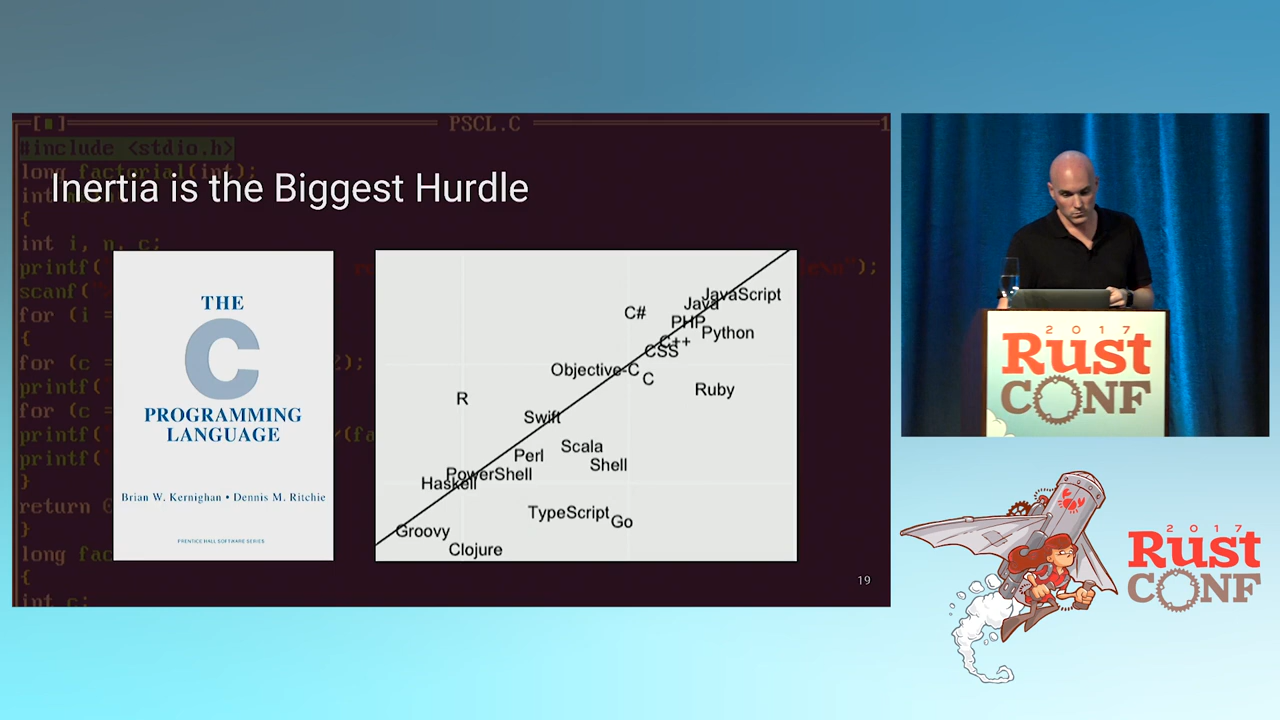 PSCL.C
1
#include <stdio.h>
long factorial(int);
Inertia is the Biggest Hurdle
{
int i, n, c;
printf(
scanf(
for (i =
{
for (c =
printf(
for (c =
printf(
printf(
}
return
}
long fac
{
int c;
THE
C
PROGRAMMING
LANGUAGE
Brian W. Kernighan • Dennis M. Ritchie
PRENTICE HALL SOFTWARE SERIES
JavaScript
Java
C#
PHP
Python
C++
CSS
Objective-C
C
Ruby
R
Swift
Scala
Perl
Shell
PowerShell
Haskell
TypeScript
Go
Groovy
Clojure
19
2017
Rust
CONF
2017
Rust
CONF